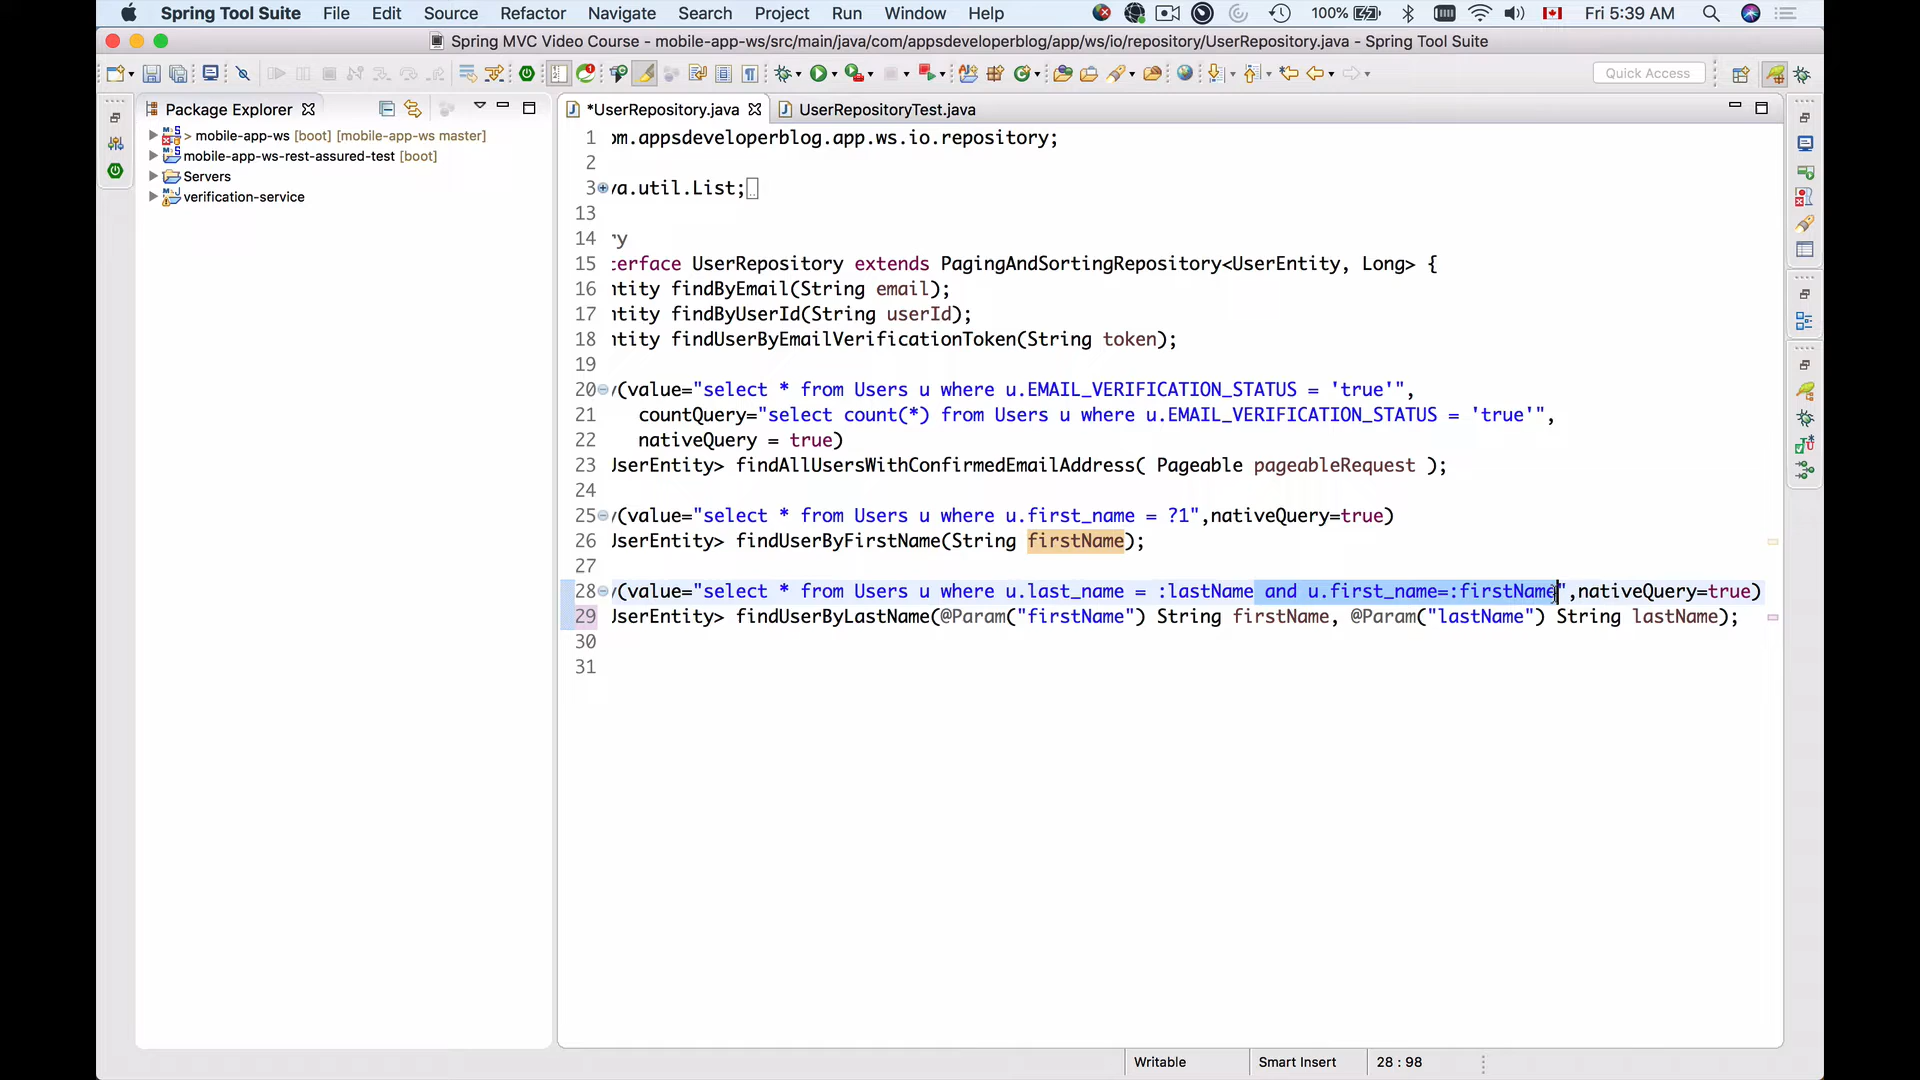 Spring Tool Suite File Edit Source Refactor Navigate Search Project Run Window Help 100% Fri 5:39 AM
Spring MVC Video Course - mobile-app-ws/src/main/java/com/appsdeveloperblog/app/ws/io/repository/UserRepository.java - Spring Tool Suite
Quick Access
Package Explorer
> mobile-app-ws [boot] [mobile-app-ws master]
mobile-app-ws-rest-assured-test [boot]
Servers
verification-service
*UserRepository.java UserRepositoryTest.java
1 om.appsdeveloperblog.app.ws.io.repository;
2
3 va.util.List;
13
14 ry
15 terface UserRepository extends PagingAndSortingRepository<UserEntity, Long> {
16 ntity findByEmail(String email);
17 ntity findByUserId(String userId);
18 ntity findUserByEmailVerificationToken(String token);
19
20 y(value="select * from Users u where u.EMAIL_VERIFICATION_STATUS = 'true'",
21 countQuery="select count(*) from Users u where u.EMAIL_VERIFICATION_STATUS = 'true'",
22 nativeQuery = true)
23 UserEntity> findAllUsersWithConfirmedEmailAddress( Pageable pageableRequest );
24
25 y(value="select * from Users u where u.first_name = ?1",nativeQuery=true)
26 UserEntity> findUserByFirstName(String firstName);
27
28 y(value="select * from Users u where u.last_name = :lastName and u.first_name=:firstName",nativeQuery=true)
29 UserEntity> findUserByLastName(@Param("firstName") String firstName, @Param("lastName") String lastName);
30
31
Writable Smart Insert 28 : 98